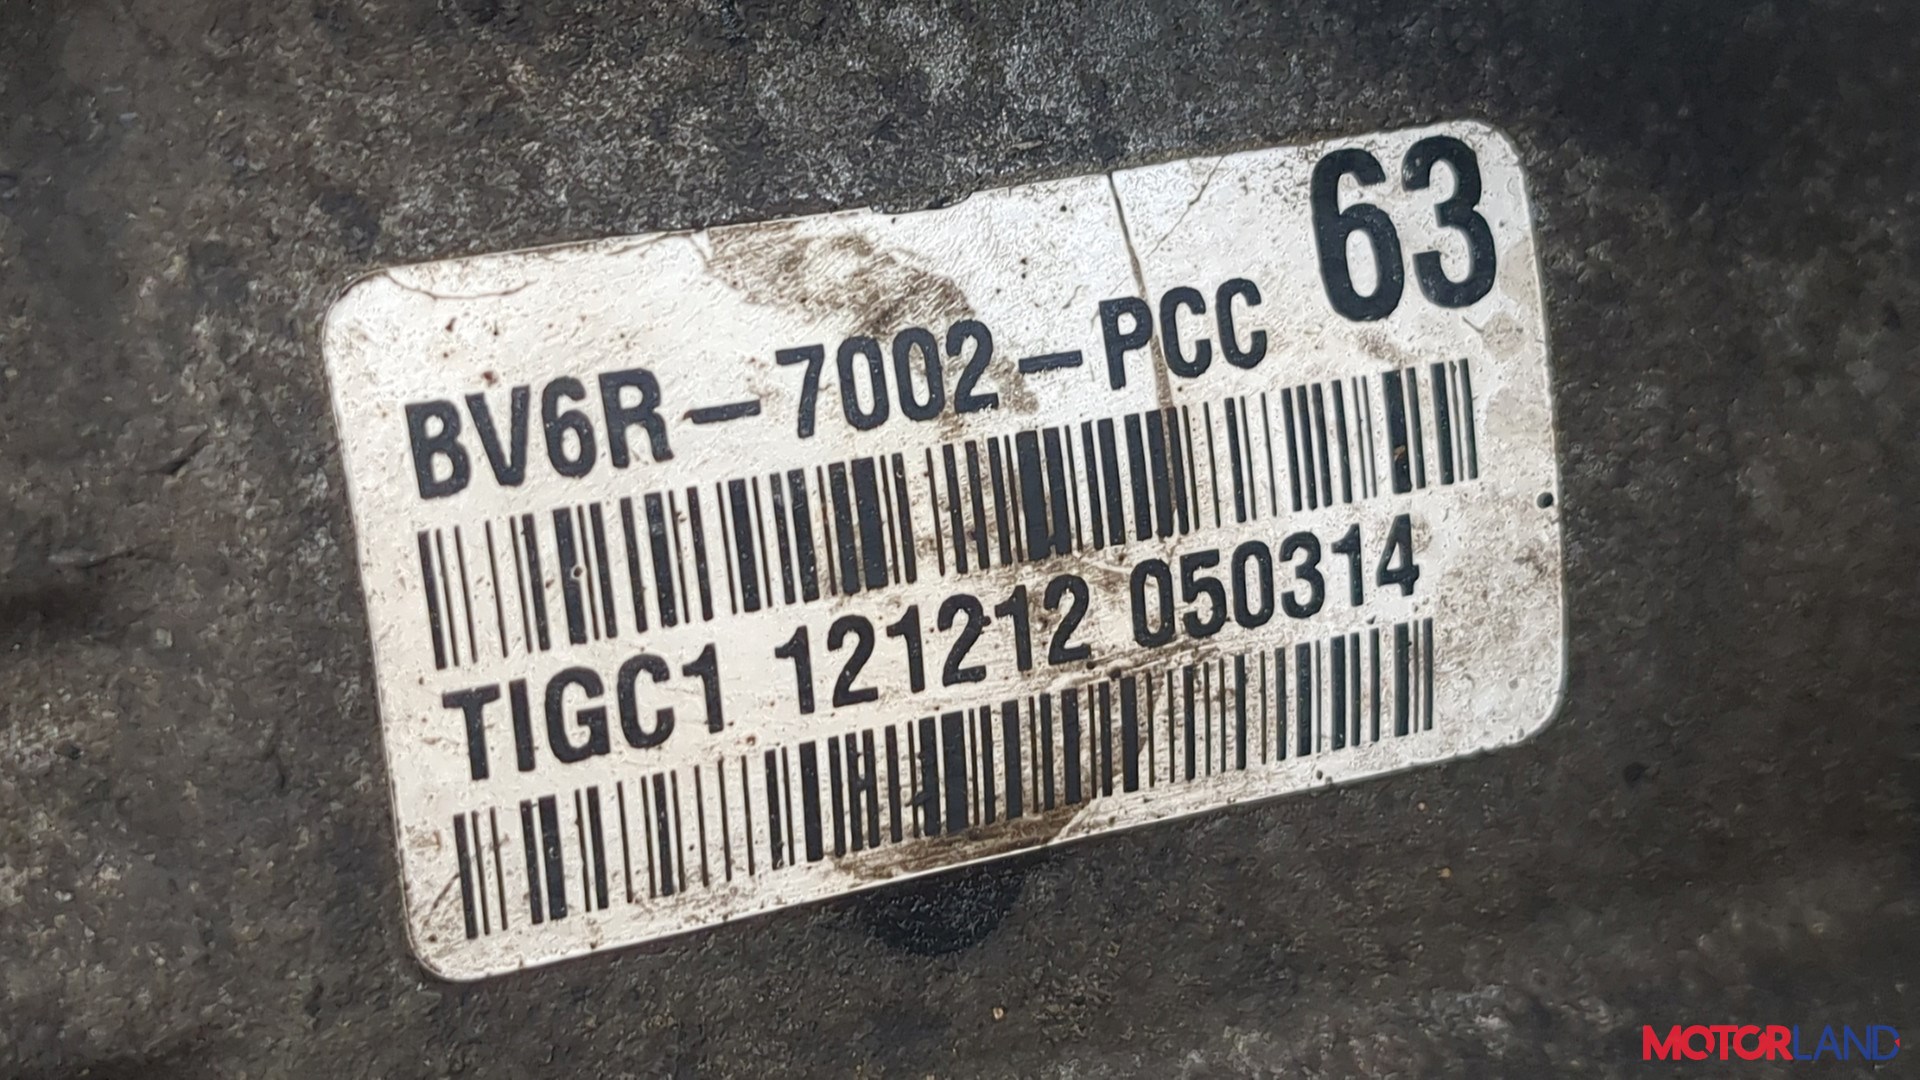 63
BV6R-7002-PCC
TIGC1 121212 050314
MOTORLAND